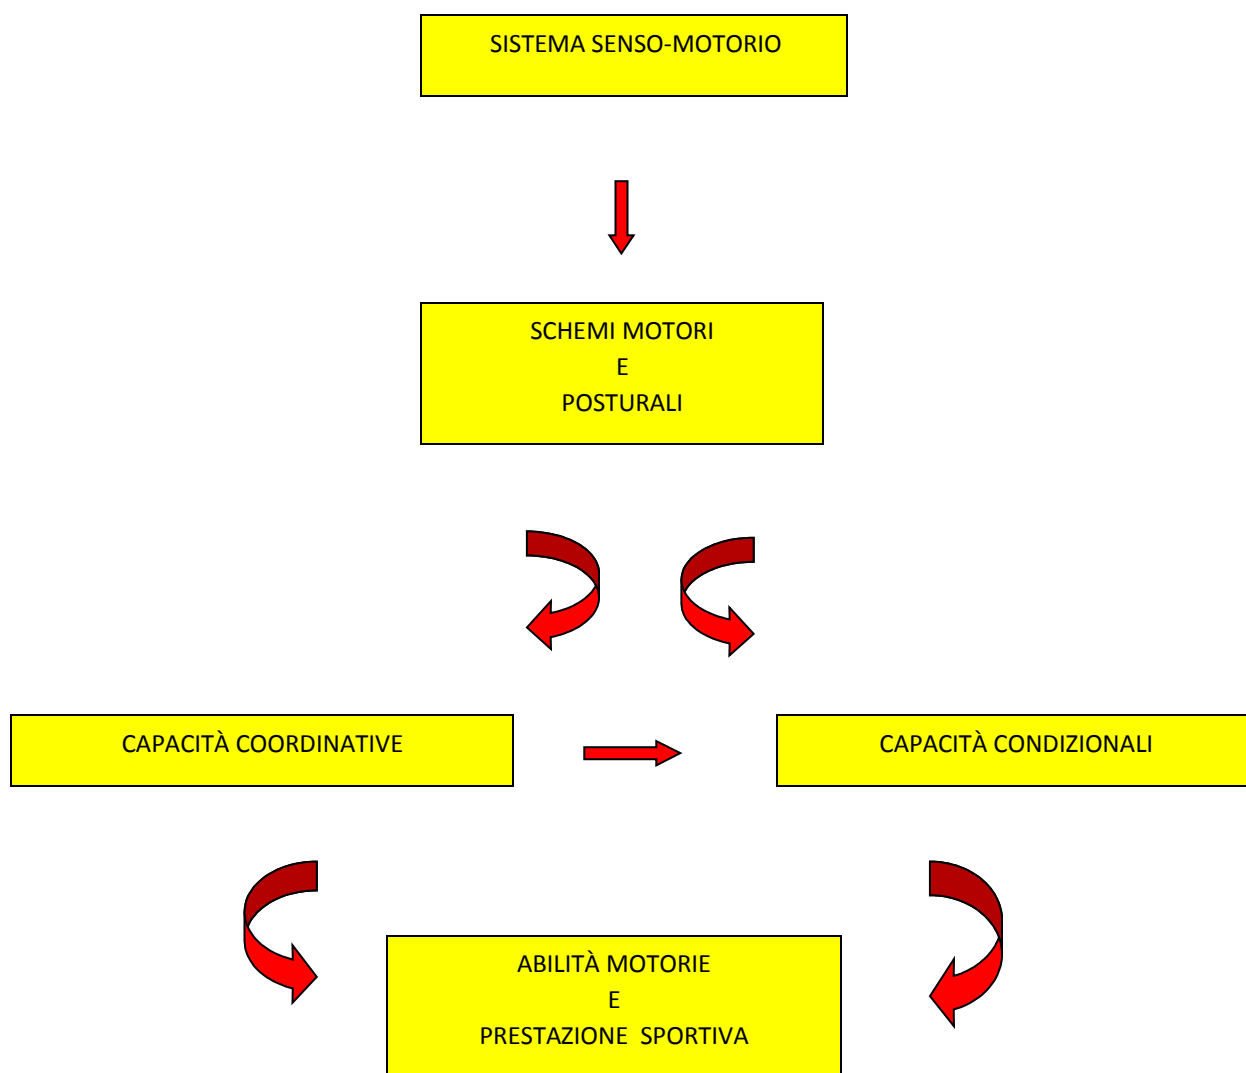 SISTEMA SENSO-MOTORIO
SCHEMI MOTORI
E
POSTURALI
CAPACITÀ COORDINATIVE
CAPACITÀ CONDIZIONALI
ABILITÀ MOTORIE
E
PRESTAZIONE SPORTIVA